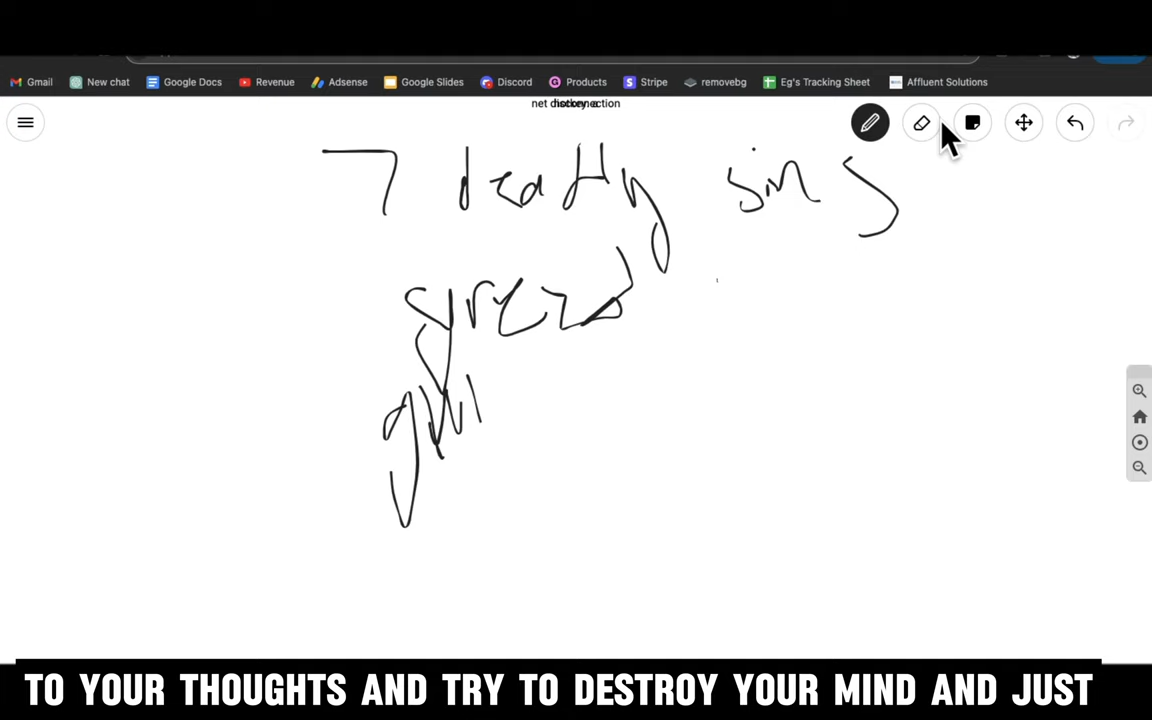 Gmail New chat Google Docs Revenue Adsense Google Slides Discord Products Stripe removebg Eg's Tracking Sheet Affluent Solutions
7 deadly sins
greed
TO YOUR THOUGHTS AND TRY TO DESTROY YOUR MIND AND JUST